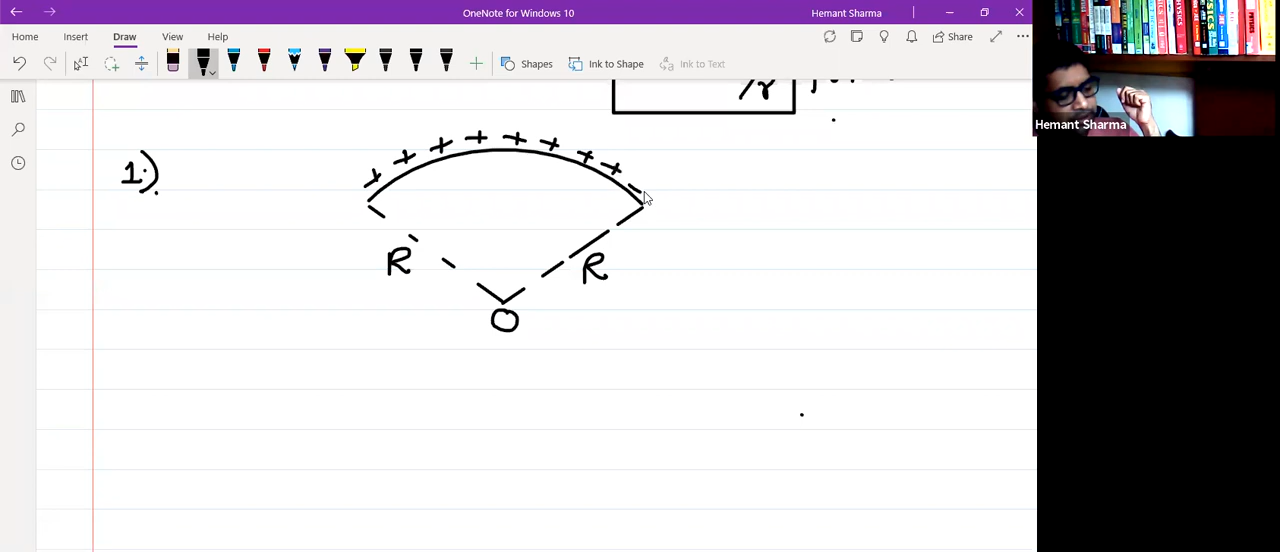 OneNote for Windows 10
Hemant Sharma
Home Insert Draw View Help
Share
Shapes
Ink to Shape
Ink to Text
Hemant Sharma
1.)
+ + + + + + + +
R R
O